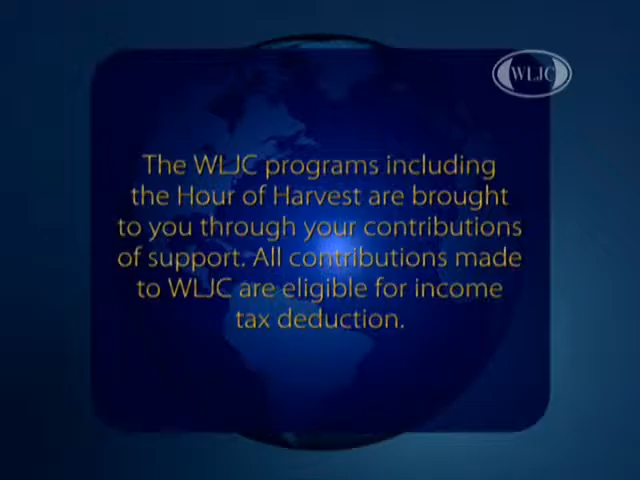 WLJC
The WLJC programs including
the Hour of Harvest are brought
to you through your contributions
of support. All contributions made
to WLJC are eligible for income
tax deduction.